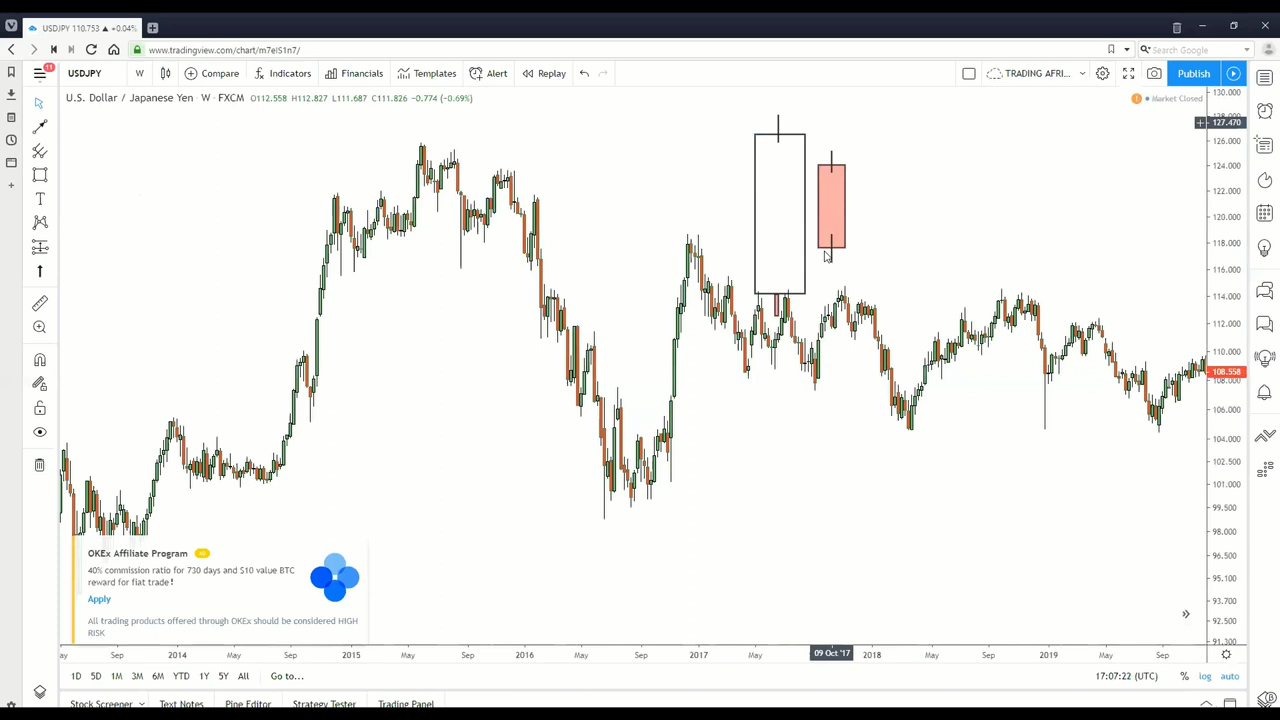 USDJPY 110.753 ▲ +0.04%
www.tradingview.com/chart/m7eIS1n7/
Search Google
11
USDJPY
W
Compare
Indicators
Financials
Templates
Alert
Replay
TRADING AFRI...
Publish
U.S. Dollar / Japanese Yen - W - FXCM O112.558 H112.827 L111.687 C111.826 −0.774 (−0.69%)
Market Closed
130.000
127.470
126.000
124.000
122.000
120.000
118.000
116.000
114.000
112.000
110.000
108.558
108.000
106.000
104.000
102.500
101.000
99.500
98.000
96.500
95.100
93.700
92.500
91.300
OKEx Affiliate Program
Ad
40% commission ratio for 730 days and $10 value BTC
reward for fiat trade!
Apply
All trading products offered through OKEx should be considered HIGH
RISK
ay Sep 2014 May Sep 2015 May Sep 2016 May Sep 2017 May 09 Oct '17 2018 May Sep 2019 May Sep
1D 5D 1M 3M 6M YTD 1Y 5Y All Go to... 17:07:22 (UTC) % log auto
Stock Screener Text Notes Pine Editor Strategy Tester Trading Panel